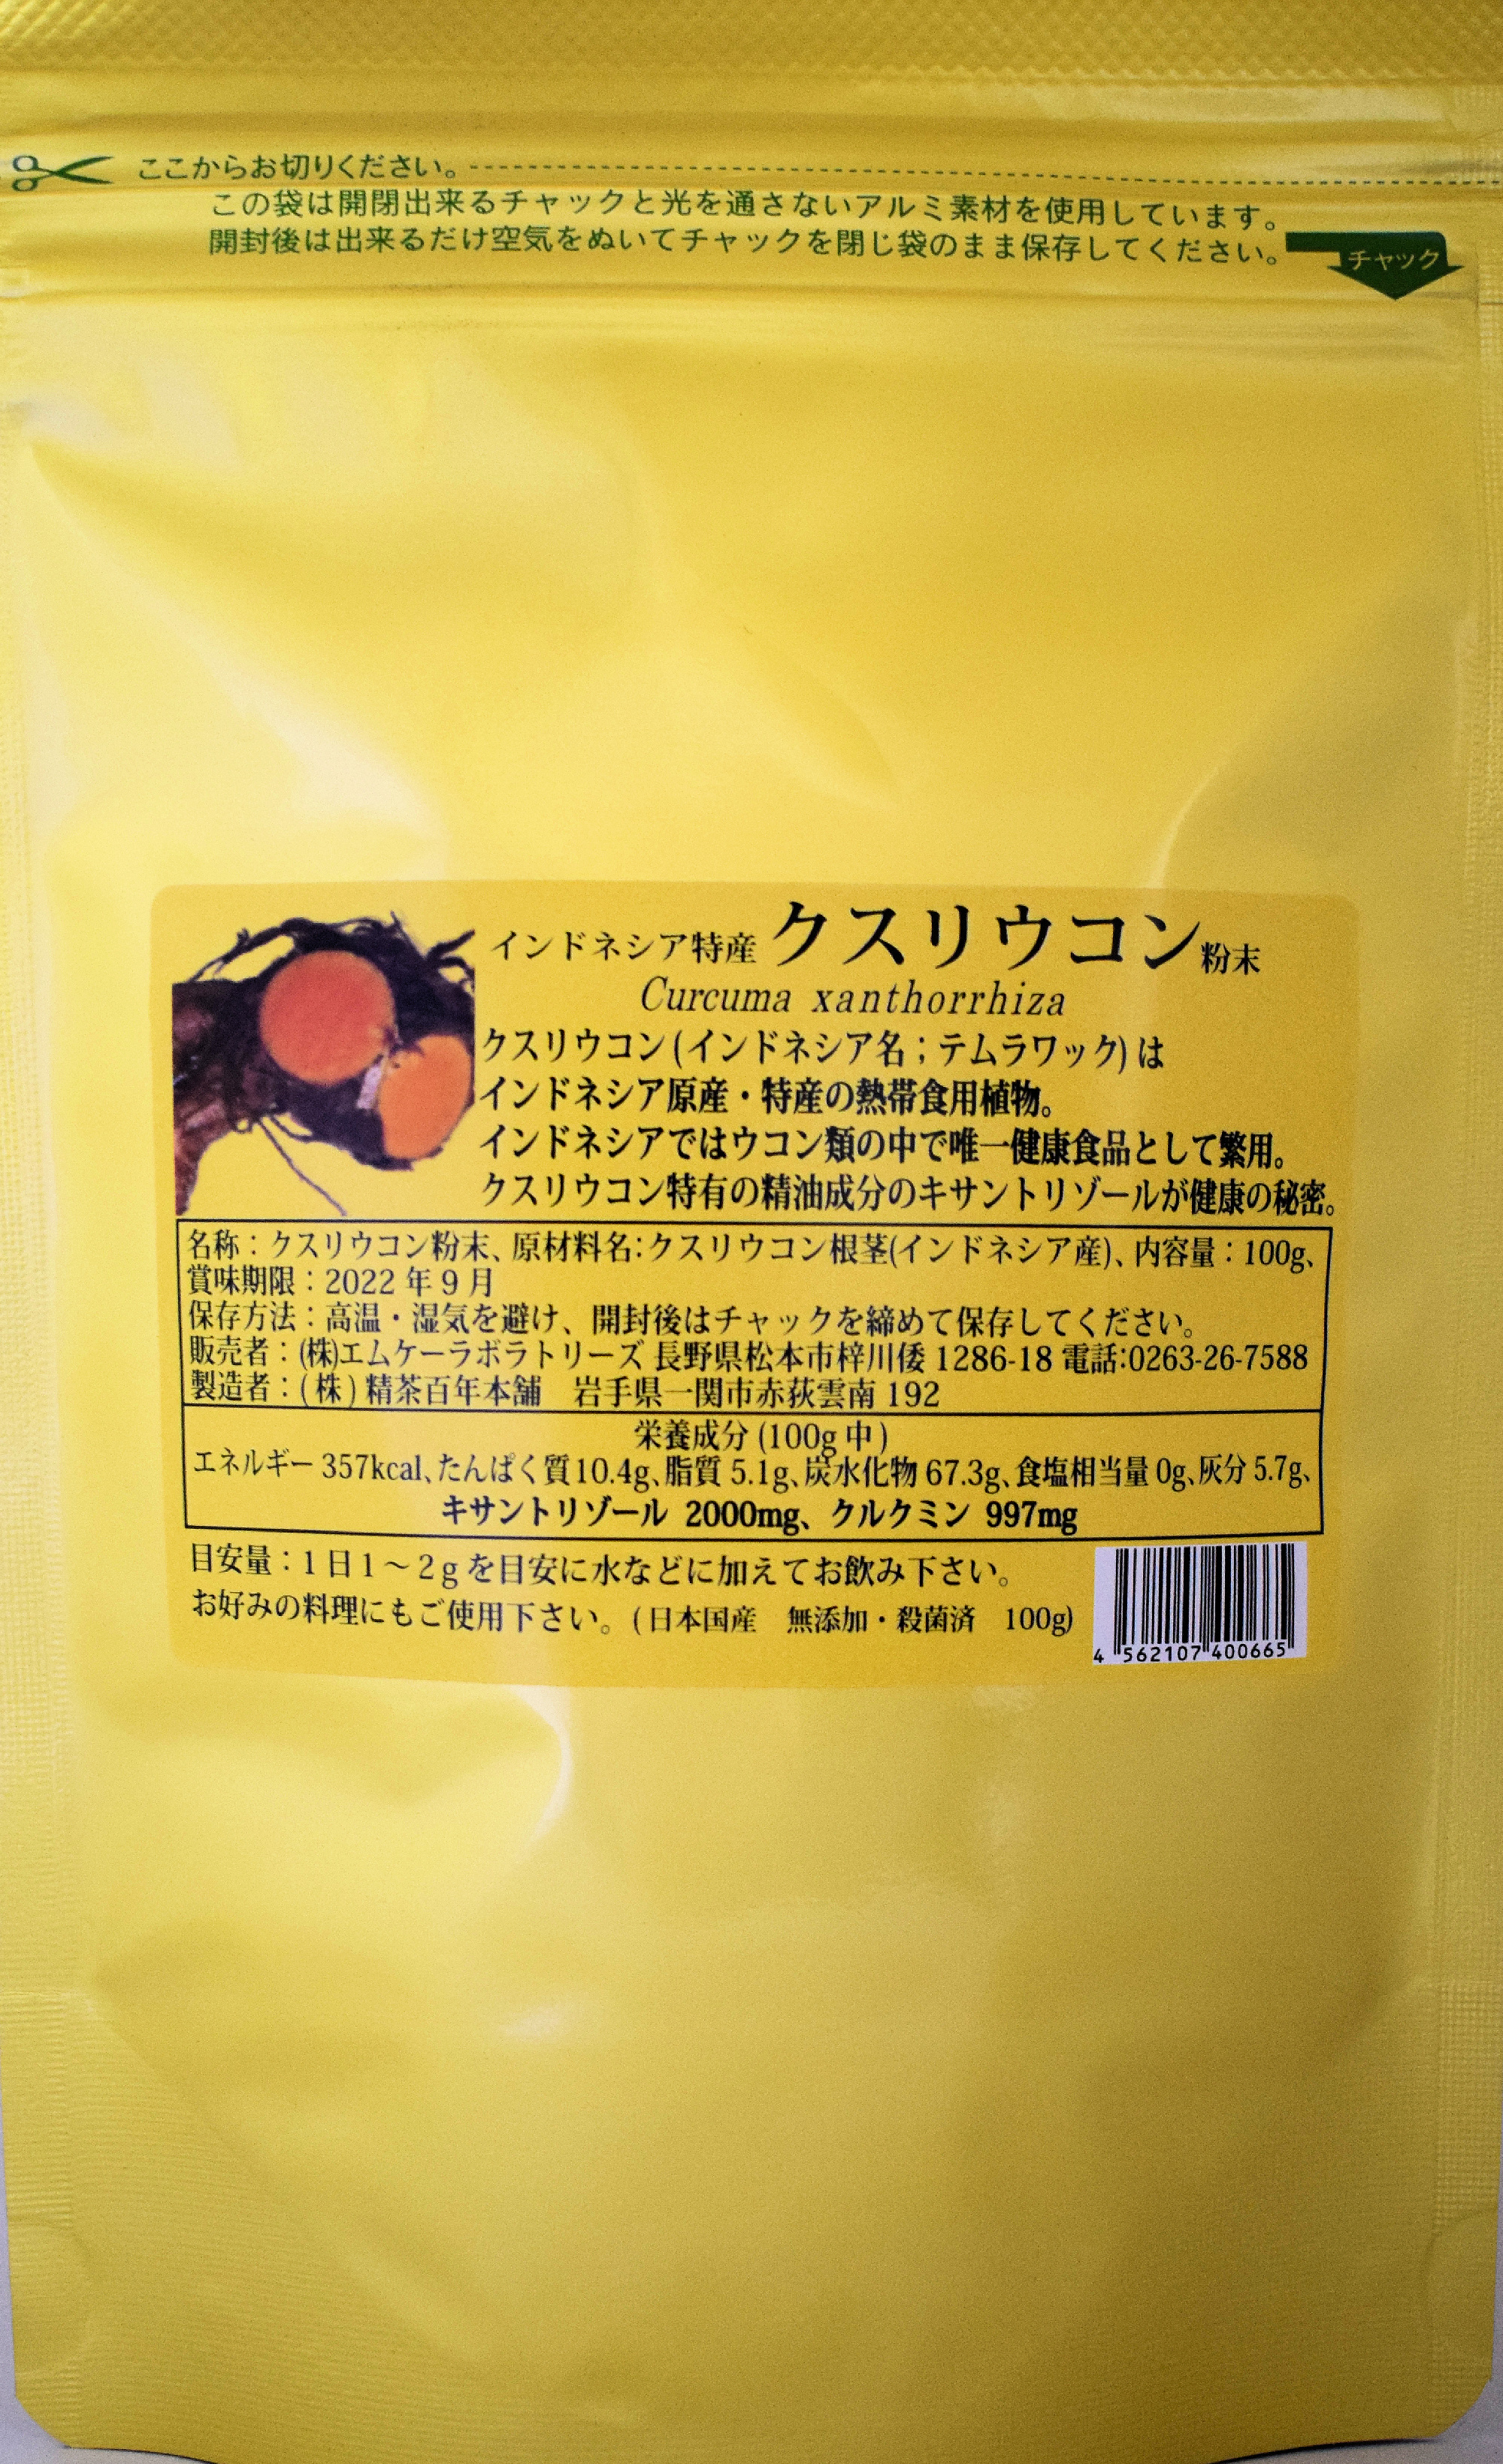 ここからお切りください。
この袋は開閉出来るチャックと光を通さないアルミ素材を使用しています。
開封後は出来るだけ空気をぬいてチャックを閉じ袋のまま保存してください。
チャック
インドネシア特産 クスリウコン 粉末
Curcuma xanthorrhiza
クスリウコン(インドネシア名;テムラワック)は
インドネシア原産・特産の熱帯食用植物。
インドネシアではウコン類の中で唯一健康食品として繁用。
クスリウコン特有の精油成分のキサントリゾールが健康の秘密。
名称:クスリウコン粉末、原材料名:クスリウコン根茎(インドネシア産)、内容量:100g、
賞味期限:2022 年 9 月
保存方法:高温・湿気を避け、開封後はチャックを締めて保存してください。
販売者:(株)エムケーラボラトリーズ 長野県松本市梓川倭 1286-18 電話:0263-26-7588
製造者:(株)精茶百年本舗 岩手県一関市赤荻雲南 192
栄養成分 (100g 中)
エネルギー 357kcal、たんぱく質10.4g、脂質 5.1g、炭水化物 67.3g、食塩相当量 0g、灰分 5.7g、
キサントリゾール 2000mg、クルクミン 997mg
目安量:1 日 1～2g を目安に水などに加えてお飲み下さい。
お好みの料理にもご使用下さい。(日本国産 無添加・殺菌済 100g)
4 562107 400665